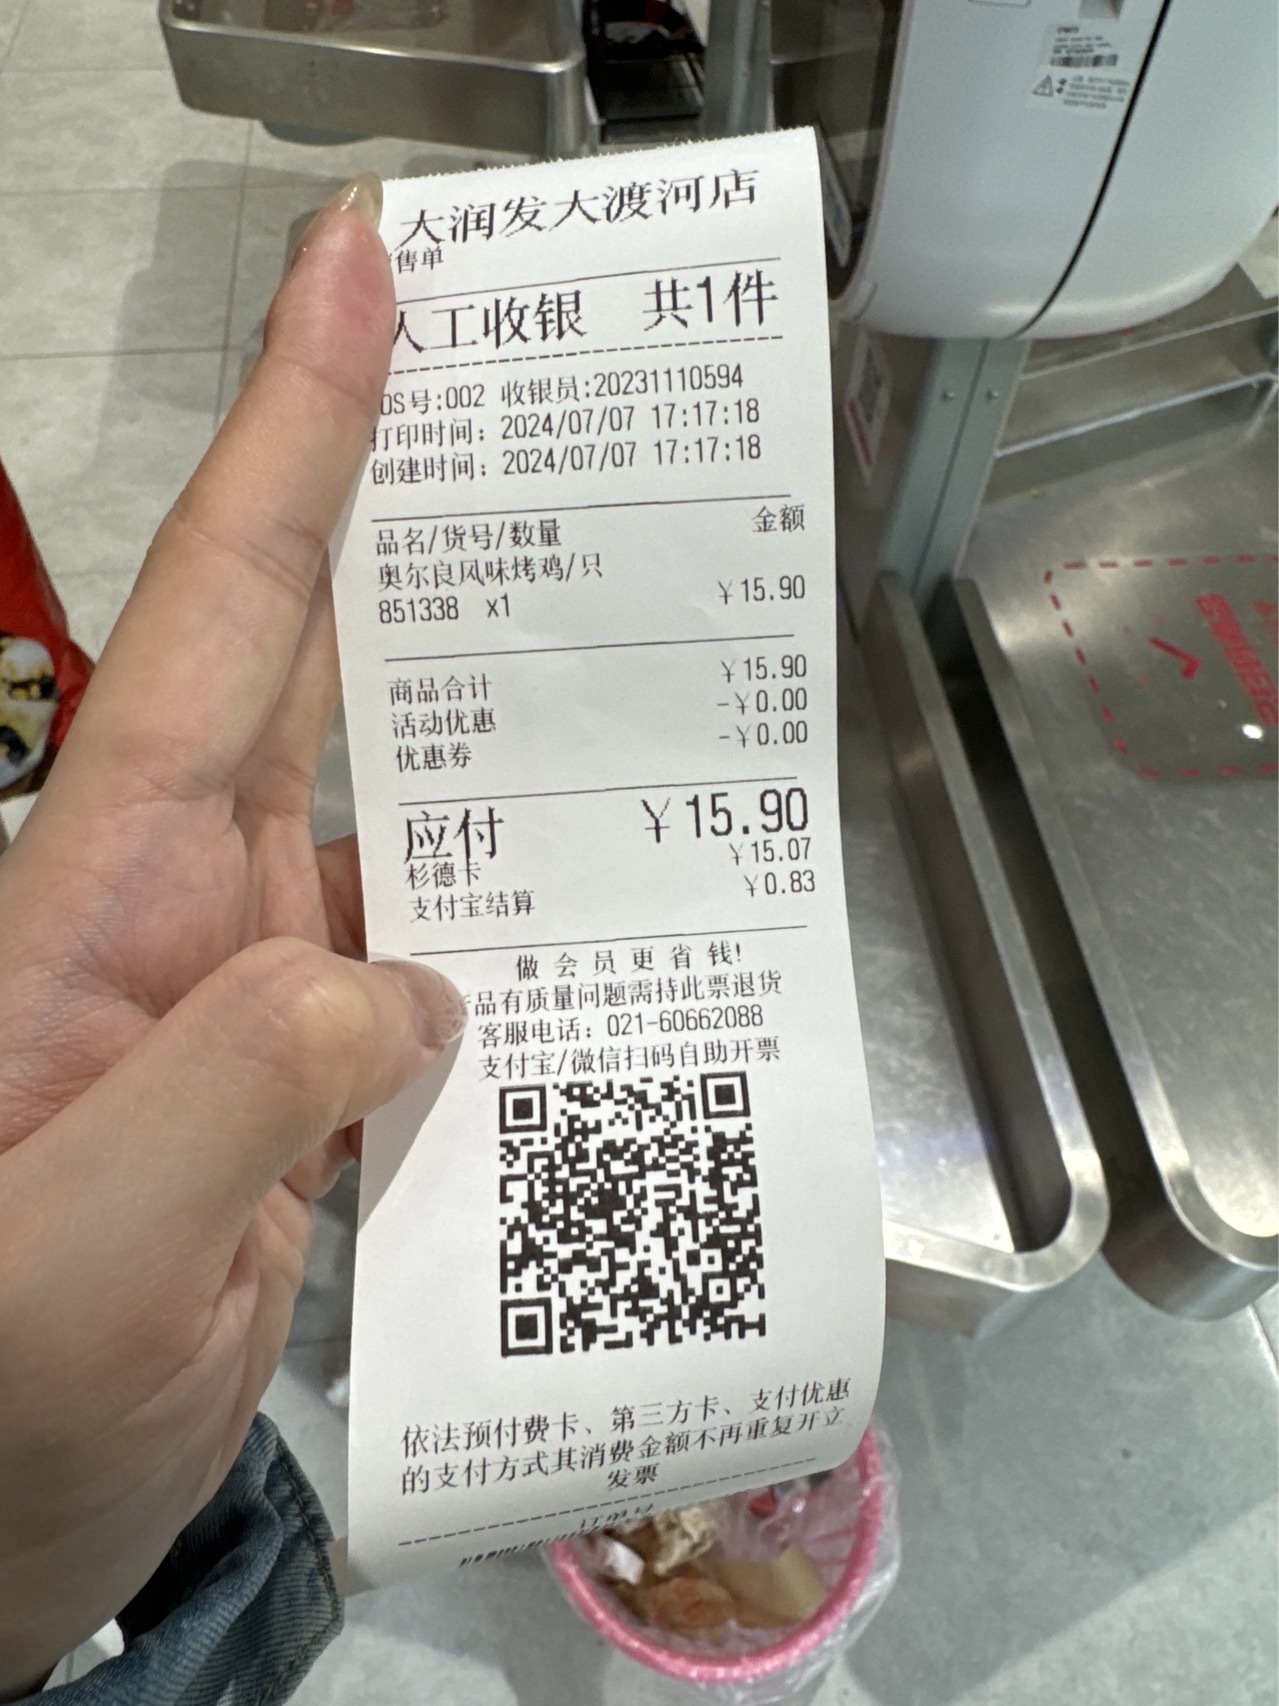 大润发大渡河店
售单
人工收银 共1件
OS号:002 收银员:20231110594
打印时间: 2024/07/07 17:17:18
创建时间: 2024/07/07 17:17:18
品名/货号/数量 金额
奥尔良风味烤鸡/只
851338 x1 ￥15.90
商品合计 ￥15.90
活动优惠 -￥0.00
优惠券 -￥0.00
应付 ￥15.90
杉德卡 ￥15.07
支付宝结算 ￥0.83
做会员更省钱!
品有质量问题需持此票退货
客服电话: 021-60662088
支付宝/微信扫码自助开票
依法预付费卡、第三方卡、支付优惠
的支付方式其消费金额不再重复开立
发票
订单号